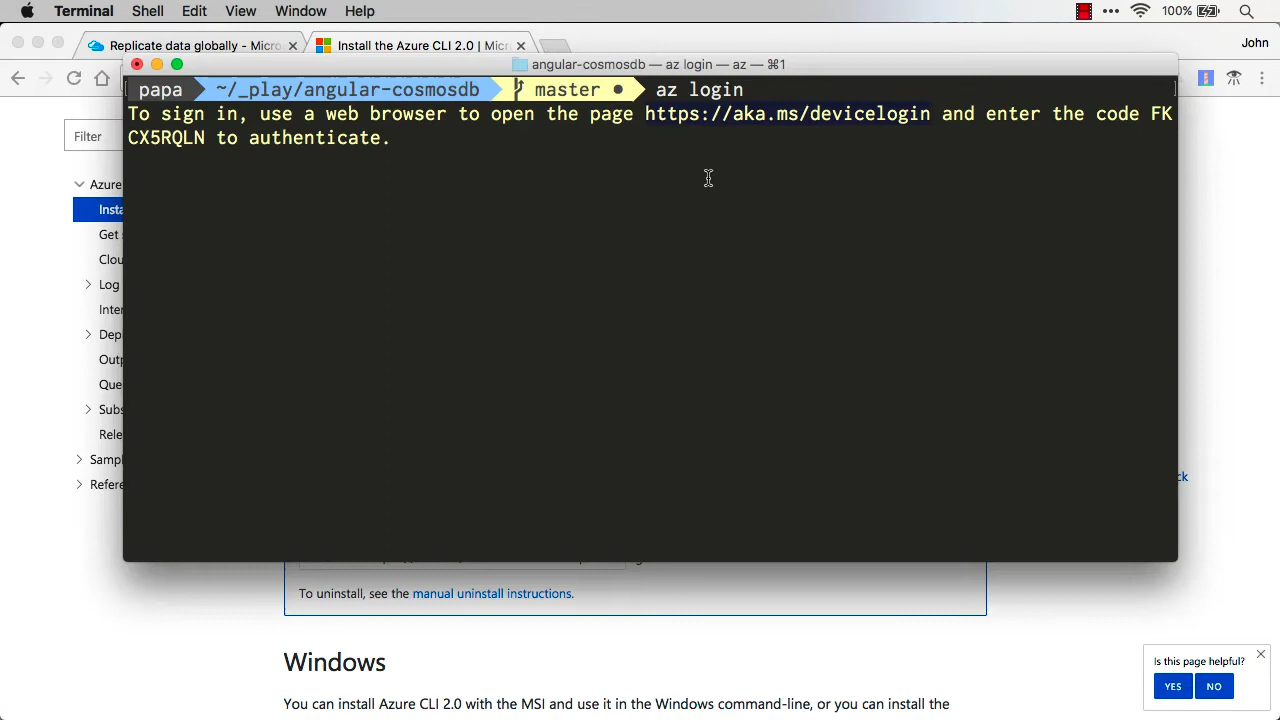 Terminal Shell Edit View Window Help 100%
Replicate data globally - Micro
Install the Azure CLI 2.0 | Micr
John
angular-cosmosdb — az login — az — ⌘1
papa ~/_play/angular-cosmosdb master ● az login
To sign in, use a web browser to open the page https://aka.ms/devicelogin and enter the code FK
CX5RQLN to authenticate.
Filter
Azure
Insta
Get
Clou
Log
Inter
Dep
Outp
Que
Subs
Rele
Sampl
Refere
ck
To uninstall, see the manual uninstall instructions.
Windows
You can install Azure CLI 2.0 with the MSI and use it in the Windows command-line, or you can install the
Is this page helpful?
YES NO